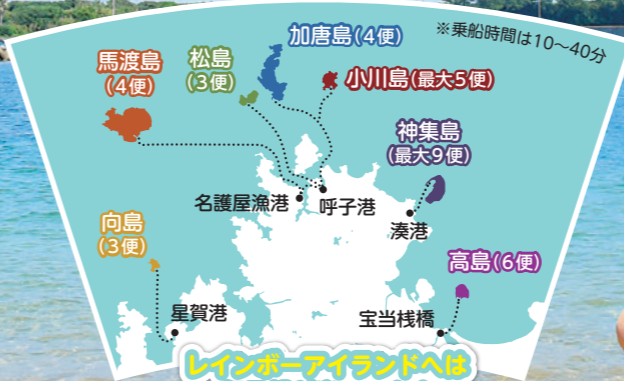 加唐島(4便)
※乗船時間は10~40分
馬渡島
(4便)
松島
(3便)
小川島(最大5便)
神集島
(最大9便)
名護屋漁港
呼子港
湊港
向島
(3便)
高島(6便)
星賀港
宝当桟橋
レインボーアイランドへは